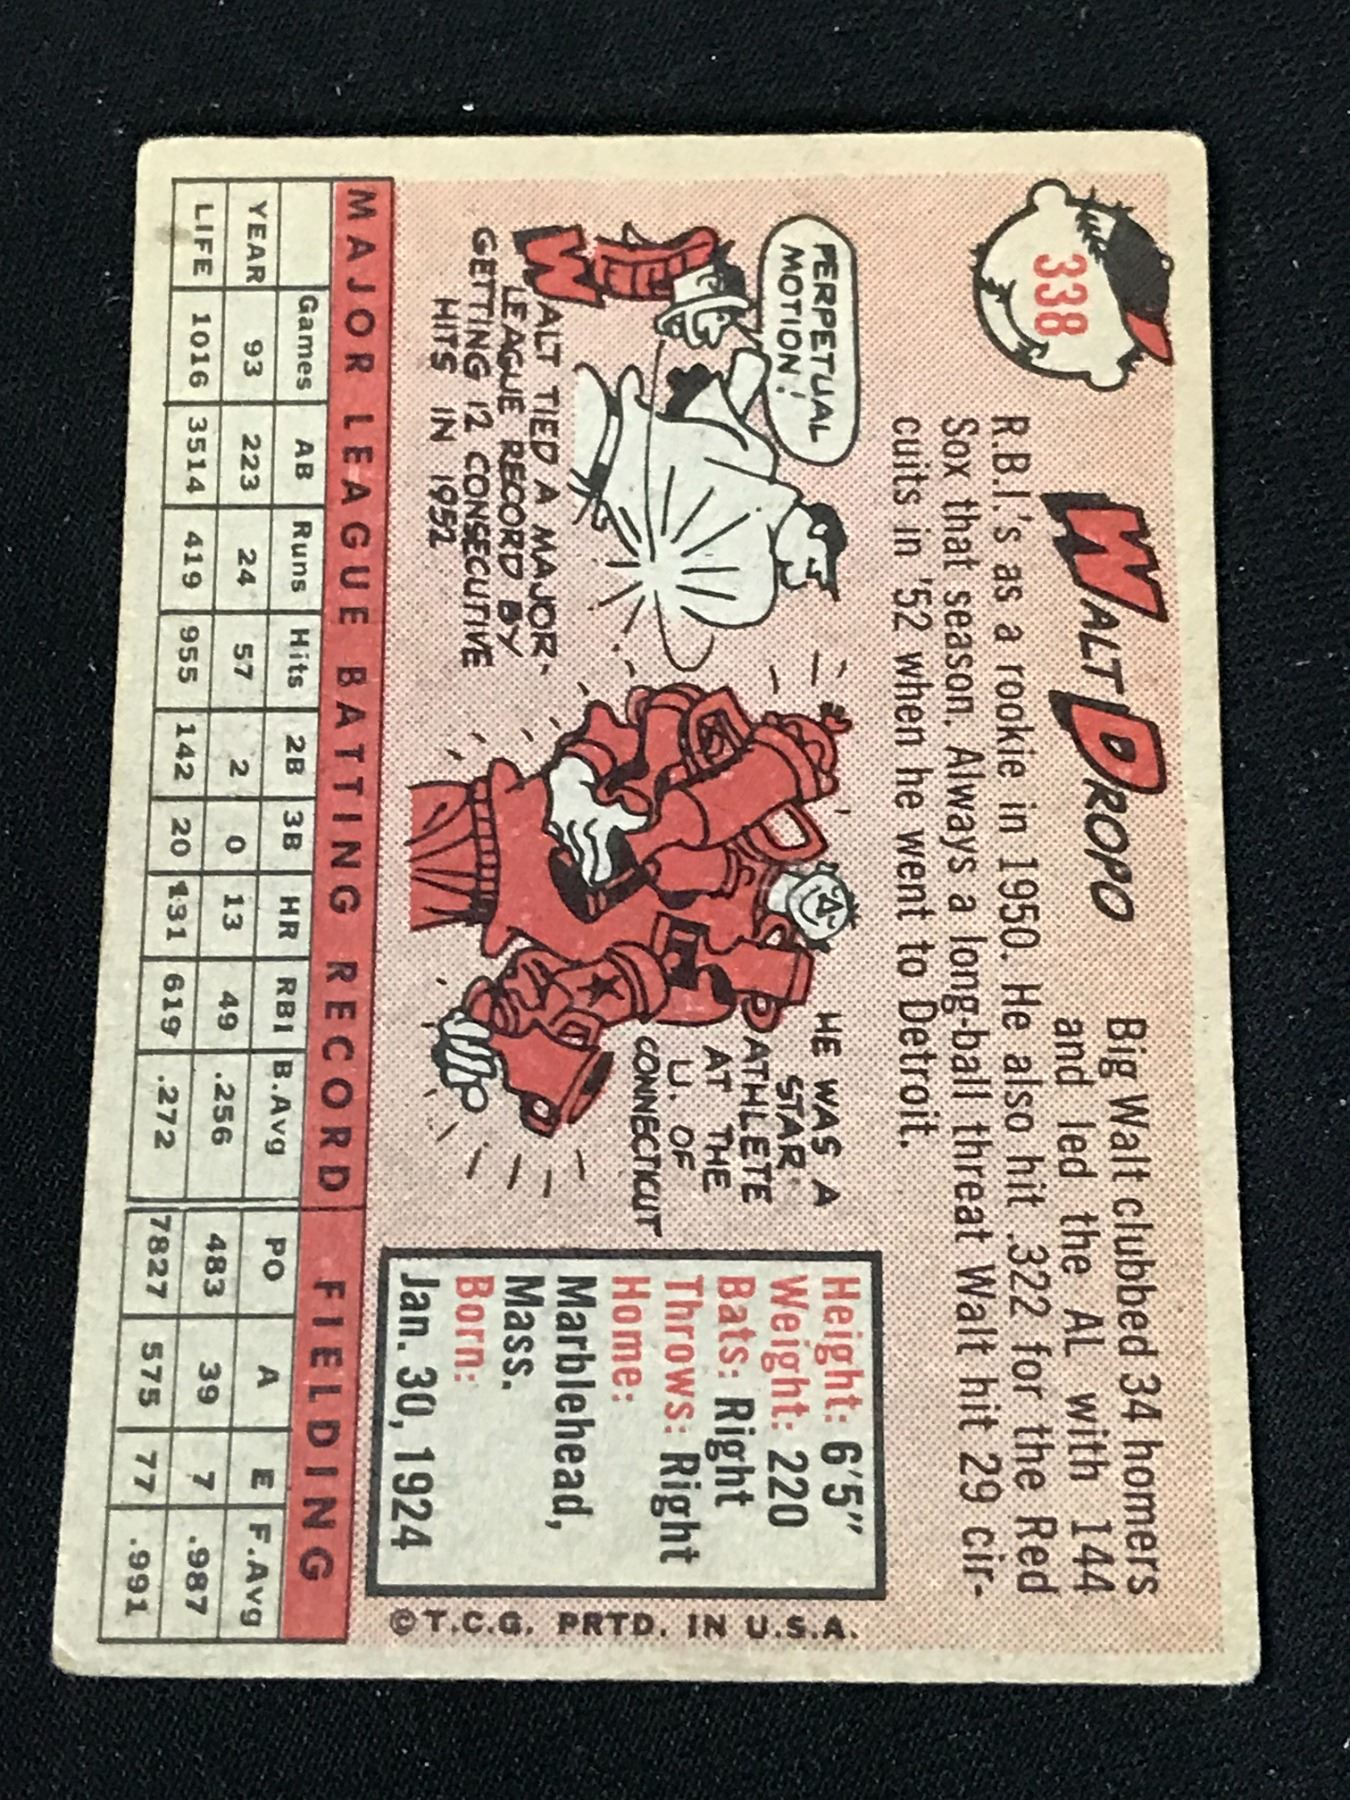 338
WALT DROPO
Big Walt clubbed 34 homers
and led the AL with 144
R.B.I.'s as a rookie in 1950. He also hit .322 for the Red
Sox that season. Always a long-ball threat Walt hit 29 cir-
cuits in '52 when he went to Detroit.
PERPETUAL
MOTION!
WALT TIED A MAJOR-
LEAGUE RECORD BY
GETTING 12 CONSECUTIVE
HITS IN 1952
HE WAS A
STAR
ATHLETE
AT THE
U. OF
CONNECTICUT
Height: 6'5"
Weight: 220
Bats: Right
Throws: Right
Home:
Marblehead,
Mass.
Born:
Jan. 30, 1924
©T.C.G. PRTD. IN U.S.A.
MAJOR LEAGUE BATTING RECORD FIELDING
Games AB Runs Hits 2B 3B HR RBI B.Avg PO A E F.Avg
YEAR 93 223 24 57 2 0 13 49 .256 483 39 7 .987
LIFE 1016 3514 419 955 142 20 131 619 .272 7827 575 77 .991